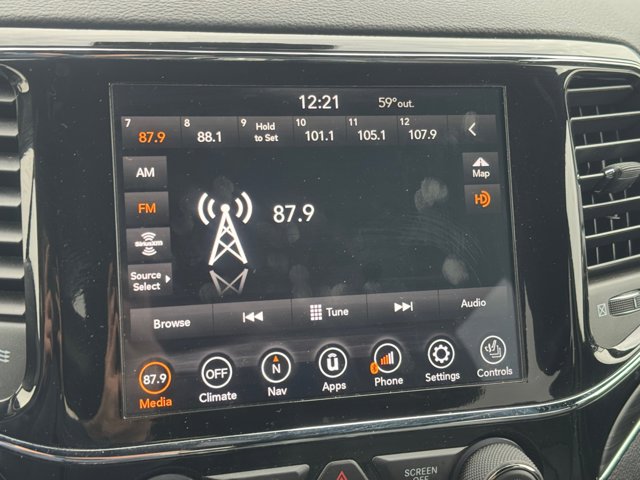 12:21 59° out.
7 87.9 8 88.1 9 Hold to Set 10 101.1 11 105.1 12 107.9
AM
Map
FM
87.9
HD
SiriusXM
Source
Select
Browse Tune Audio
87.9 OFF N u
Media Climate Nav Apps Phone Settings Controls
SCREEN
OFF